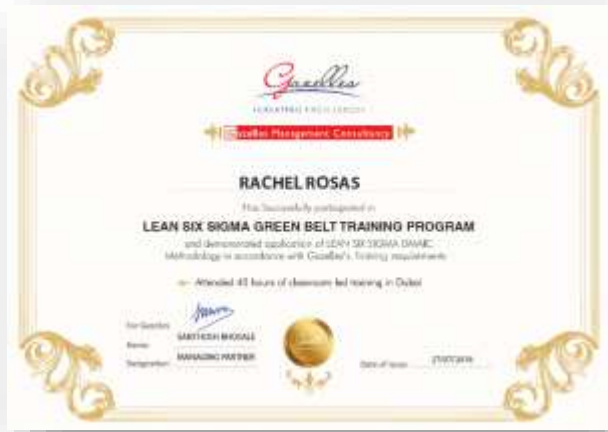 Gazelles
Gazelles Management Consultancy
RACHEL ROSAS
Has Successfully participated in
LEAN SIX SIGMA GREEN BELT TRAINING PROGRAM
and demonstrated application of LEAN SIX SIGMA DMAIC
Methodology in accordance with Gazelles's Training requirements
Attended 40 hours of classroom led training in Dubai
For Gazelles
Name: SANTHOSH BHOSALE
Designation: MANAGING PARTNER
Date of Issue: